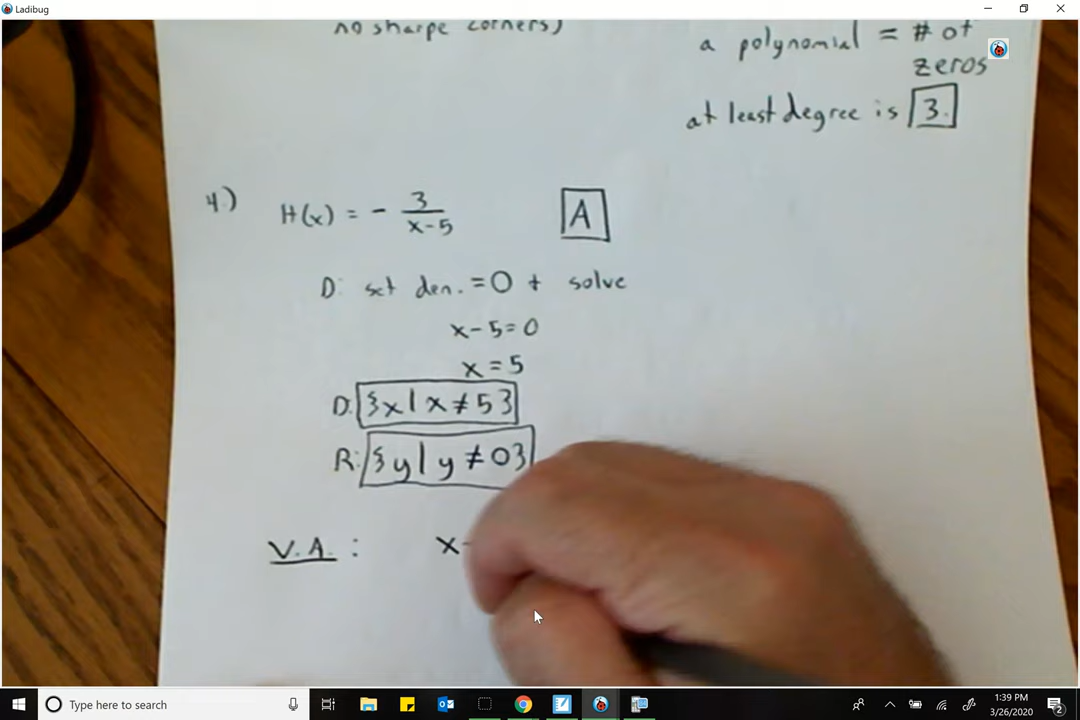 Ladibug
no sharpe corners)
a polynomial = # of
zeros
at least degree is 3.
4.) H(x) = - 3/(x-5) A
D: set den. = 0 + solve
x-5=0
x = 5
D: {x| x≠5}
R: {y| y≠0}
V.A. : x-
Type here to search
1:39 PM
3/26/2020
2